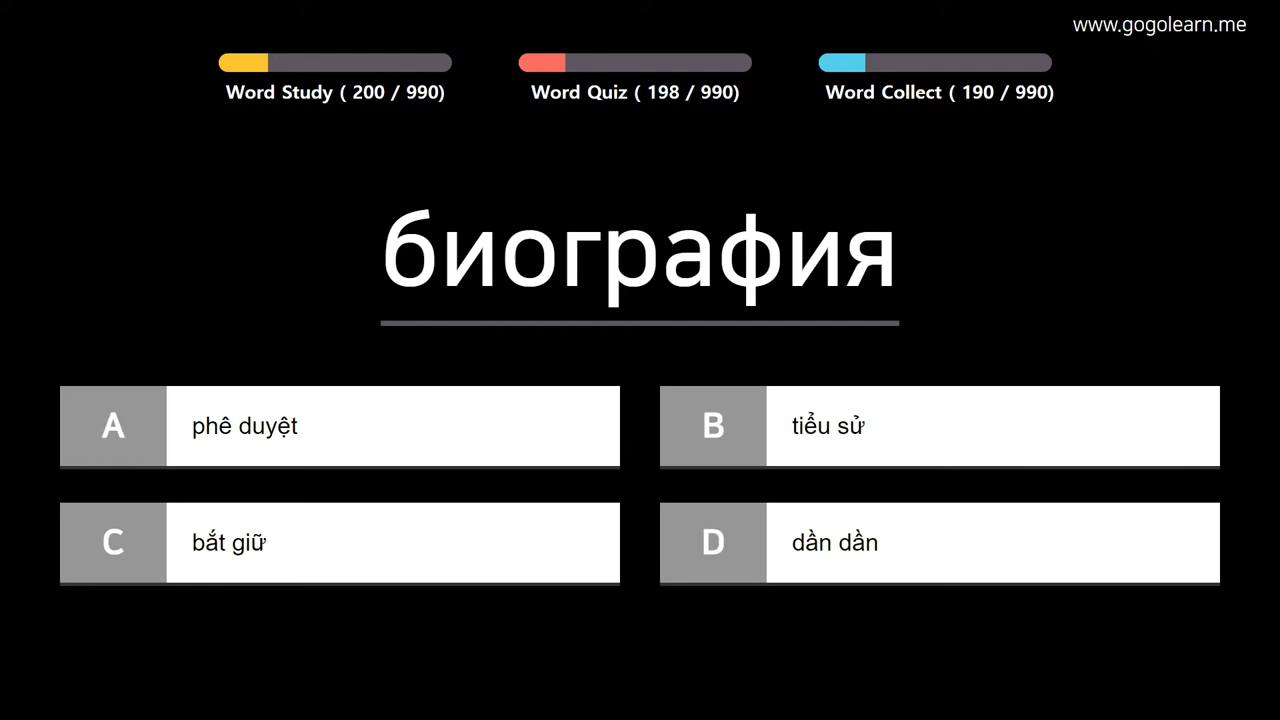 www.gogolearn.me
Word Study ( 200 / 990)
Word Quiz ( 198 / 990)
Word Collect ( 190 / 990)
биография
A phê duyệt
B tiểu sử
C bắt giữ
D dần dần